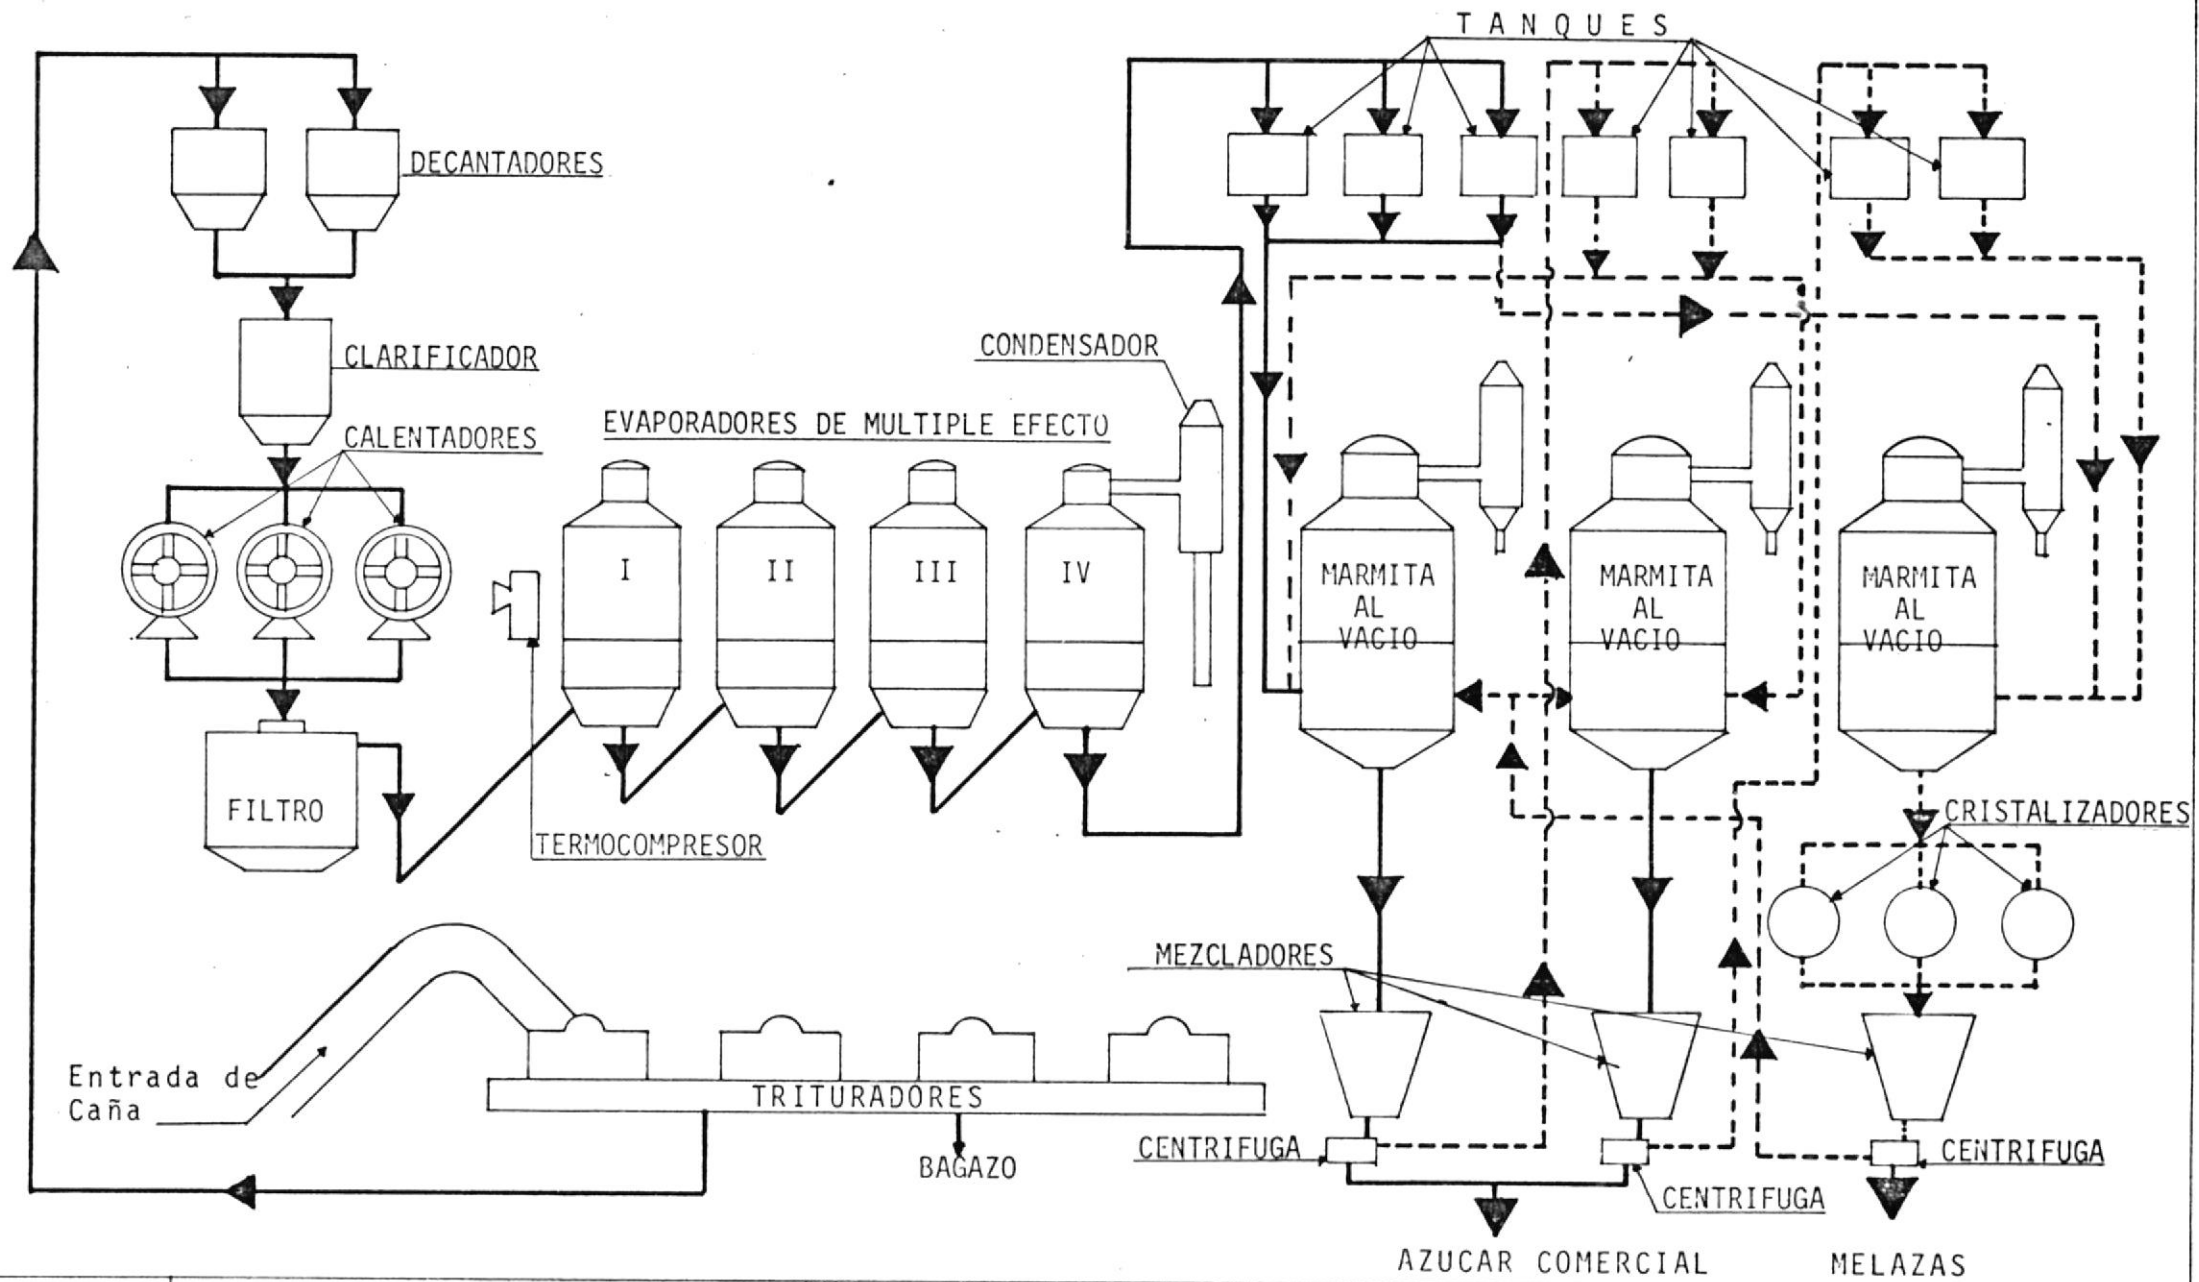 TANQUES
DECANTADORES
CLARIFICADOR
CALENTADORES
CONDENSADOR
EVAPORADORES DE MULTIPLE EFECTO
I
II
III
IV
MARMITA
AL
VACIO
MARMITA
AL
VACIO
MARMITA
AL
VACIO
FILTRO
TERMOCOMPRESOR
CRISTALIZADORES
MEZCLADORES
Entrada de
Caña
TRITURADORES
BAGAZO
CENTRIFUGA
CENTRIFUGA
CENTRIFUGA
AZUCAR COMERCIAL
MELAZAS